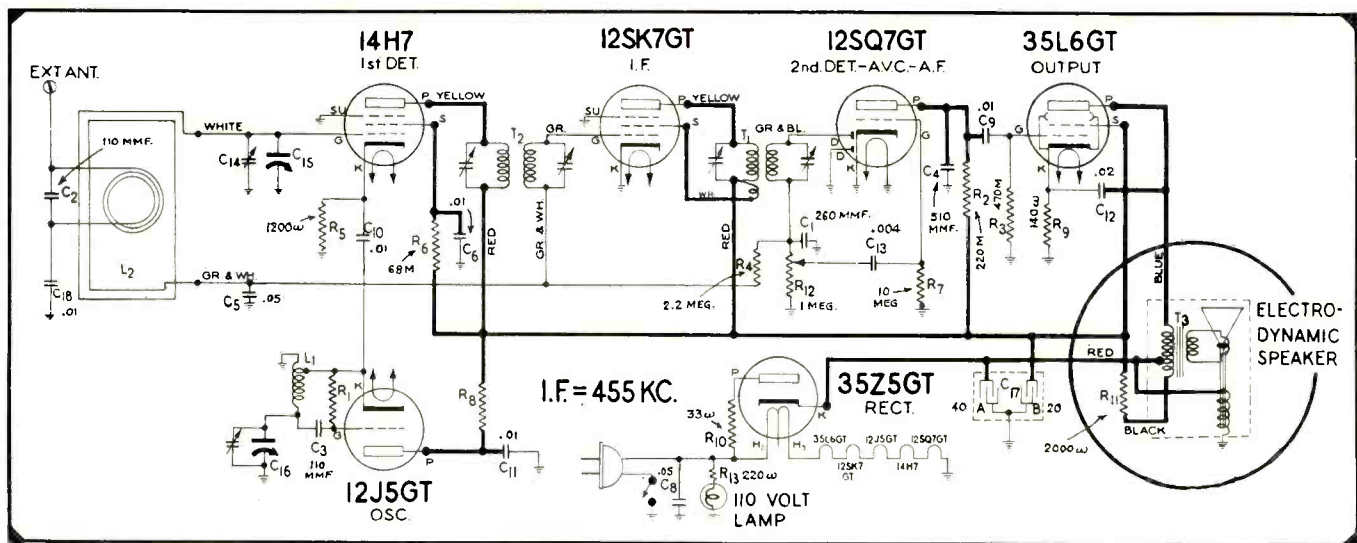 14H7
1st DET.
12SK7GT
I.F.
12SQ7GT
2nd. DET.-A.V.C.-A.F.
35L6GT
OUTPUT
EXT ANT.
110 MMF.
C2
C18
.01
L2
WHITE
C14
C15
GR & WH.
C5
.05
SU
G
K
P
YELLOW
S
1200ω
R5
C10
.01
R6
68M
.01
C6
RED
T2
GR.
GR & WH.
SU
G
K
P
YELLOW
S
WH.
T1
RED
GR & BL.
D
D
K
P
G
C4
510
MMF.
260 MMF.
C1
.004
C13
R4
2.2 MEG.
R12
1 MEG.
10
MEG
R7
.01
C9
R2
220 M
470M
R3
G
K
P
S
140ω
R9
.02
C12
BLUE
T3
ELECTRO-
DYNAMIC
SPEAKER
RED
R11
BLACK
2000 ω
L1
R1
C3
110
MMF
C16
K
G
P
12J5GT
OSC.
R8
.01
C11
I.F.= 455 KC.
35Z5GT
RECT.
P
K
33ω
R10
H2
H3
.05
C8
R13
220ω
110 VOLT
LAMP
35L6GT
12J5GT
12SQ7GT
12SK7
GT
14H7
40
A
C17
B
20